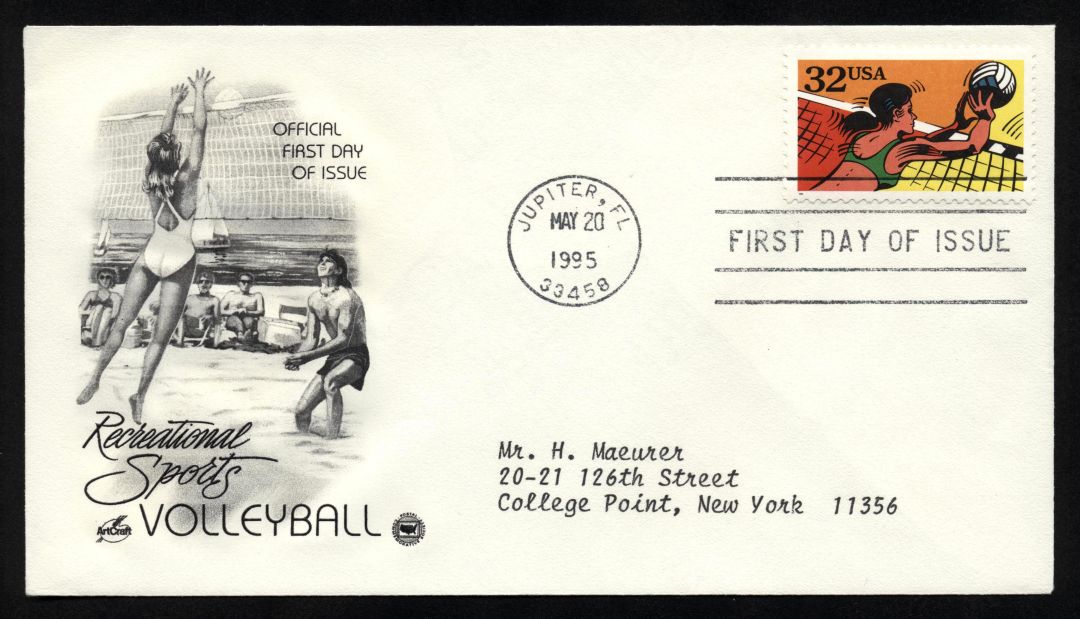 OFFICIAL
FIRST DAY
OF ISSUE
32USA
JUPITER, FL
MAY 20
1995
33458
FIRST DAY OF ISSUE
Mr. H. Maeurer
20-21 126th Street
College Point, New York 11356
Recreational
Sports
VOLLEYBALL
ArtCraft